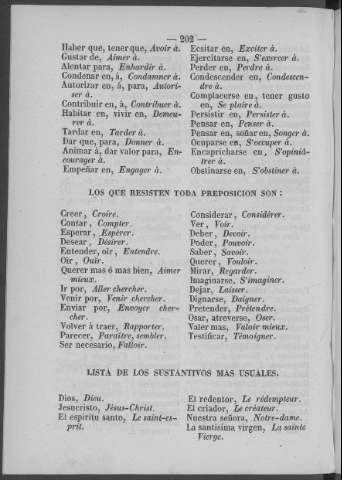 — 202 —
Haber que, tener que, Avoir à.
Gustar de, Aimer à.
Alentar para, Enhardir à.
Condenar en, á, Condamner à.
Autorizar en, á, para, Autoriser à.
Contribuir en, à, Contribuer à.
Habitar en, vivir en, Demeurer à.
Tardar en, Tarder à.
Dar que, para, Donner à.
Animar á, dar valor para, Encourager à.
Empeñar en, Engager à.
Ecsitar en, Exciter à.
Ejercitarse en, S'exercer à.
Perder en, Perdre à.
Condescender en, Condescendre à.
Complacerse en, tener gusto
en, Se plaire à.
Persistir en, Persister à.
Pensar en, Penser à.
Pensar en, soñar en, Songer à.
Ocuparse en, S'occuper à.
Encapricharse en, S'opiniâtrer à.
Obstinarse en, S'obstiner à.
LOS QUE RESISTEN TODA PREPOSICION SON :
Creer, Croire.
Contar, Compter.
Esperar, Espérer.
Desear, Désirer.
Entender, oir, Entendre.
Oir, Ouïr.
Querer mas ó mas bien, Aimer
mieux.
Ir por, Aller chercher.
Venir por, Venir chercher.
Enviar por, Envoyer chercher.
Volver à traer, Rapporter.
Parecer, Paraître, sembler.
Ser necesario, Falloir.
Considerar, Considérer.
Ver, Voir.
Deber, Devoir.
Poder, Pouvoir.
Saber, Savoir.
Querer, Vouloir.
Mirar, Regarder.
Imaginarse, S'imaginer.
Dejar, Laisser.
Dignarse, Daigner.
Pretender, Prétendre.
Osar, atreverse, Oser.
Valer mas, Valoir mieux.
Testificar, Témoigner.
LISTA DE LOS SUSTANTIVOS MAS USUALES.
Dios, Dieu.
Jesucristo, Jésus-Christ.
El espiritu santo, Le saint-esprit.
El redentor, Le rédempteur.
El criador, Le créateur.
Nuestra señora, Notre-dame.
La santisima virgen, La sainte
Vierge.